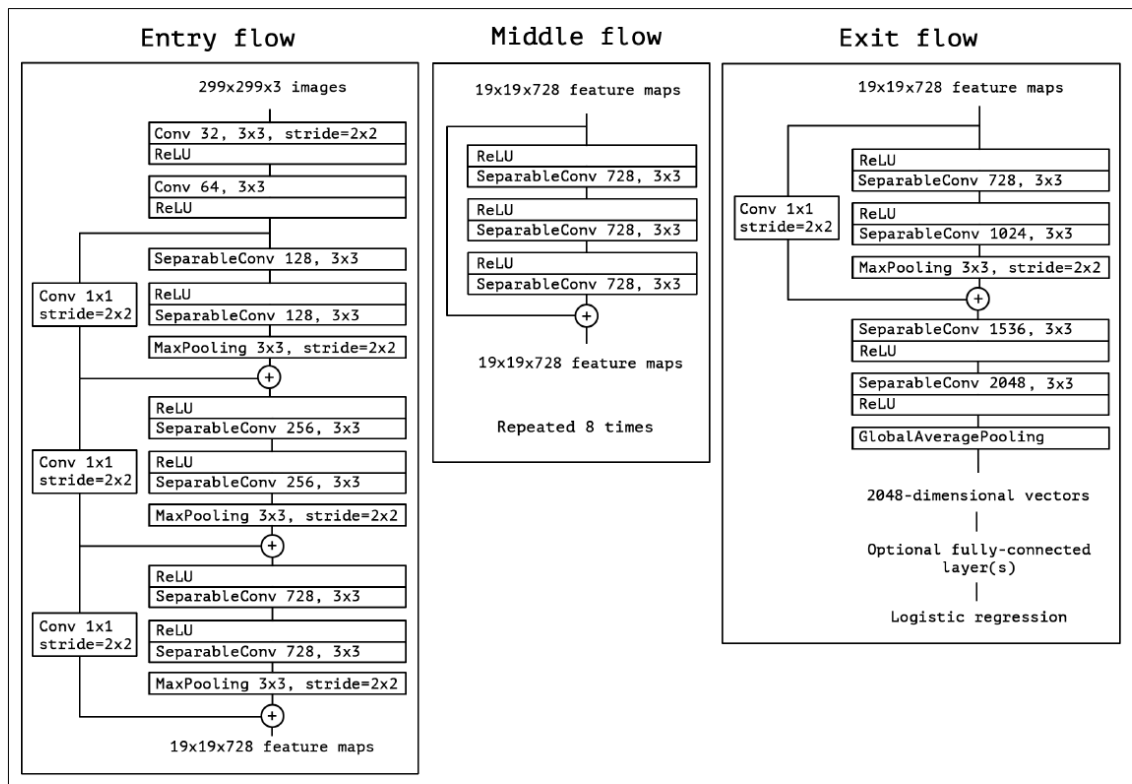 Entry flow
299x299x3 images
Conv 32, 3x3, stride=2x2
ReLU
Conv 64, 3x3
ReLU
SeparableConv 128, 3x3
Conv 1x1
stride=2x2
ReLU
SeparableConv 128, 3x3
MaxPooling 3x3, stride=2x2
+
ReLU
SeparableConv 256, 3x3
Conv 1x1
stride=2x2
ReLU
SeparableConv 256, 3x3
MaxPooling 3x3, stride=2x2
+
ReLU
SeparableConv 728, 3x3
Conv 1x1
stride=2x2
ReLU
SeparableConv 728, 3x3
MaxPooling 3x3, stride=2x2
+
19x19x728 feature maps
Middle flow
19x19x728 feature maps
ReLU
SeparableConv 728, 3x3
ReLU
SeparableConv 728, 3x3
ReLU
SeparableConv 728, 3x3
+
19x19x728 feature maps
Repeated 8 times
Exit flow
19x19x728 feature maps
ReLU
SeparableConv 728, 3x3
Conv 1x1
stride=2x2
ReLU
SeparableConv 1024, 3x3
MaxPooling 3x3, stride=2x2
+
SeparableConv 1536, 3x3
ReLU
SeparableConv 2048, 3x3
ReLU
GlobalAveragePooling
2048-dimensional vectors
Optional fully-connected
layer(s)
Logistic regression